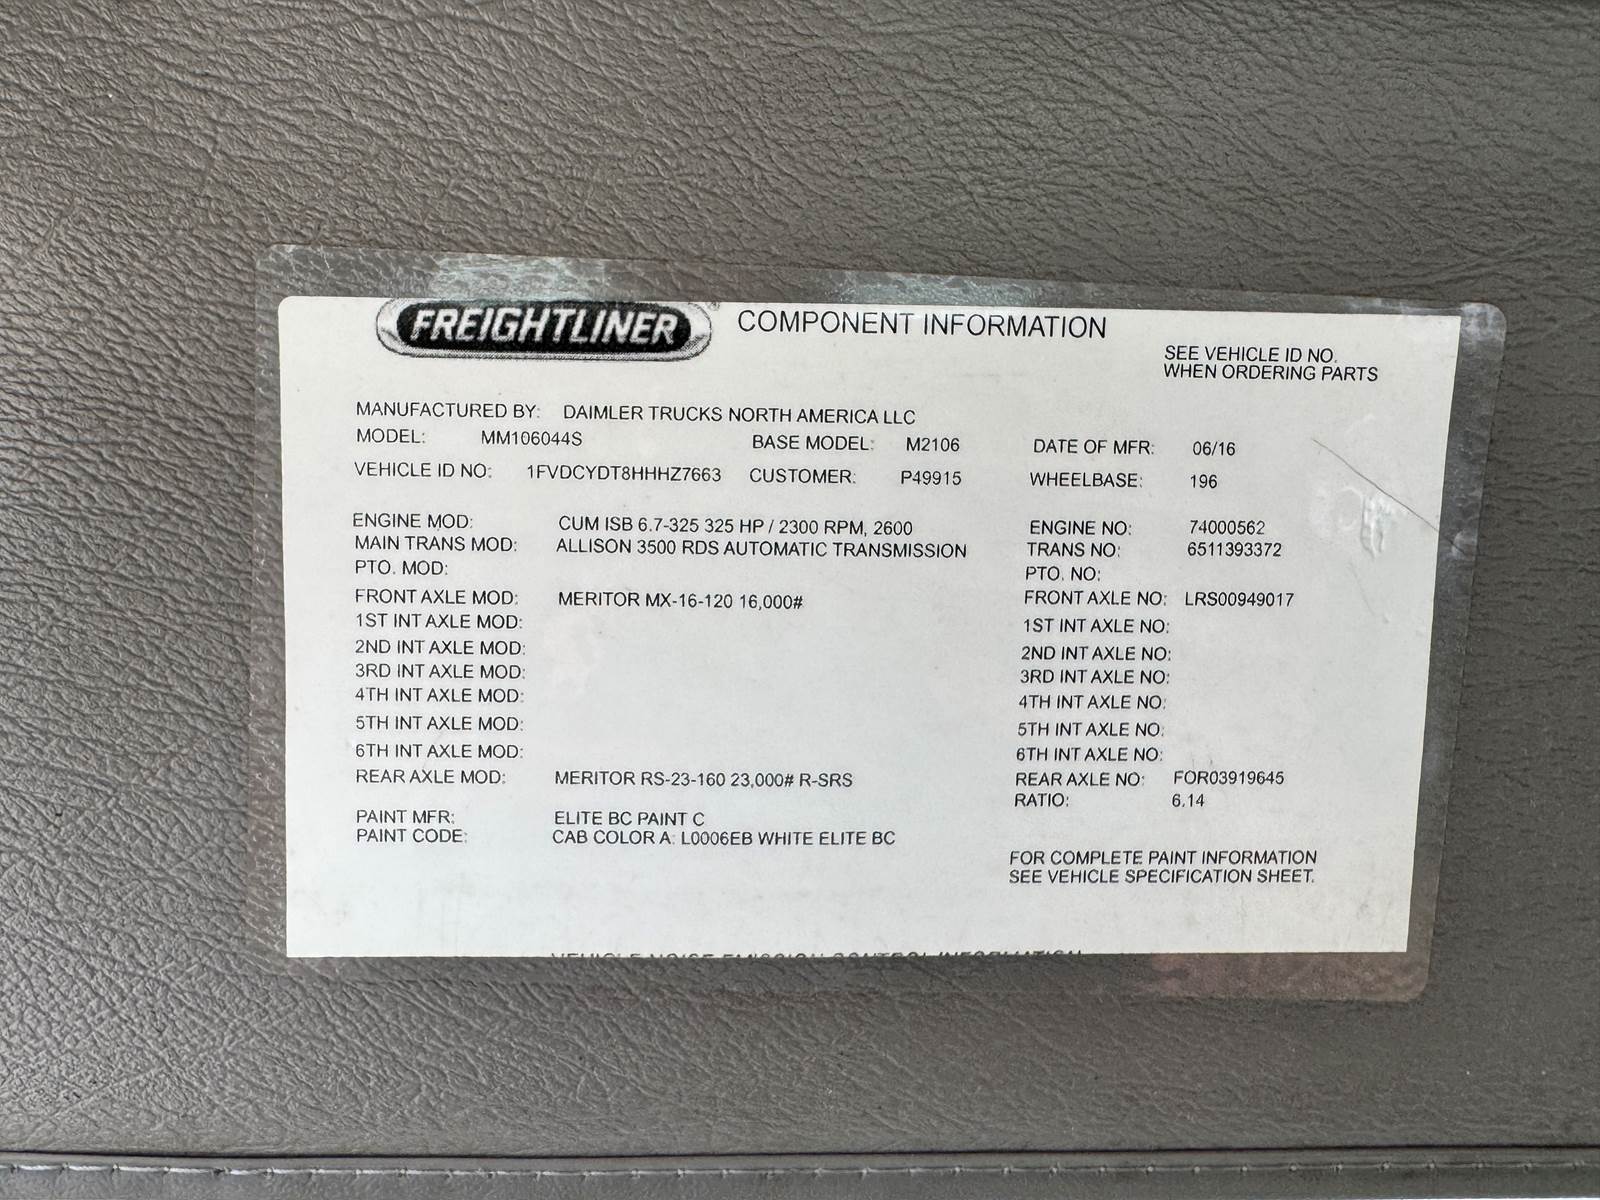 FREIGHTLINER® COMPONENT INFORMATION
SEE VEHICLE ID NO.
WHEN ORDERING PARTS
MANUFACTURED BY: DAIMLER TRUCKS NORTH AMERICA LLC
MODEL: MM106044S BASE MODEL: M2106 DATE OF MFR: 06/16
VEHICLE ID NO: 1FVDCYDT8HHHZ7663 CUSTOMER: P49915 WHEELBASE: 196
ENGINE MOD: CUM ISB 6.7-325 325 HP / 2300 RPM, 2600 ENGINE NO: 74000562
MAIN TRANS MOD: ALLISON 3500 RDS AUTOMATIC TRANSMISSION TRANS NO: 6511393372
PTO. MOD: PTO. NO:
FRONT AXLE MOD: MERITOR MX-16-120 16,000# FRONT AXLE NO: LRS00949017
1ST INT AXLE MOD: 1ST INT AXLE NO:
2ND INT AXLE MOD: 2ND INT AXLE NO:
3RD INT AXLE MOD: 3RD INT AXLE NO:
4TH INT AXLE MOD: 4TH INT AXLE NO:
5TH INT AXLE MOD: 5TH INT AXLE NO:
6TH INT AXLE MOD: 6TH INT AXLE NO:
REAR AXLE MOD: MERITOR RS-23-160 23,000# R-SRS REAR AXLE NO: FOR03919645
RATIO: 6.14
PAINT MFR: ELITE BC PAINT C
PAINT CODE: CAB COLOR A: L0006EB WHITE ELITE BC
FOR COMPLETE PAINT INFORMATION
SEE VEHICLE SPECIFICATION SHEET.
VEHICLE NOISE EMISSION CONTROL INFORMATION